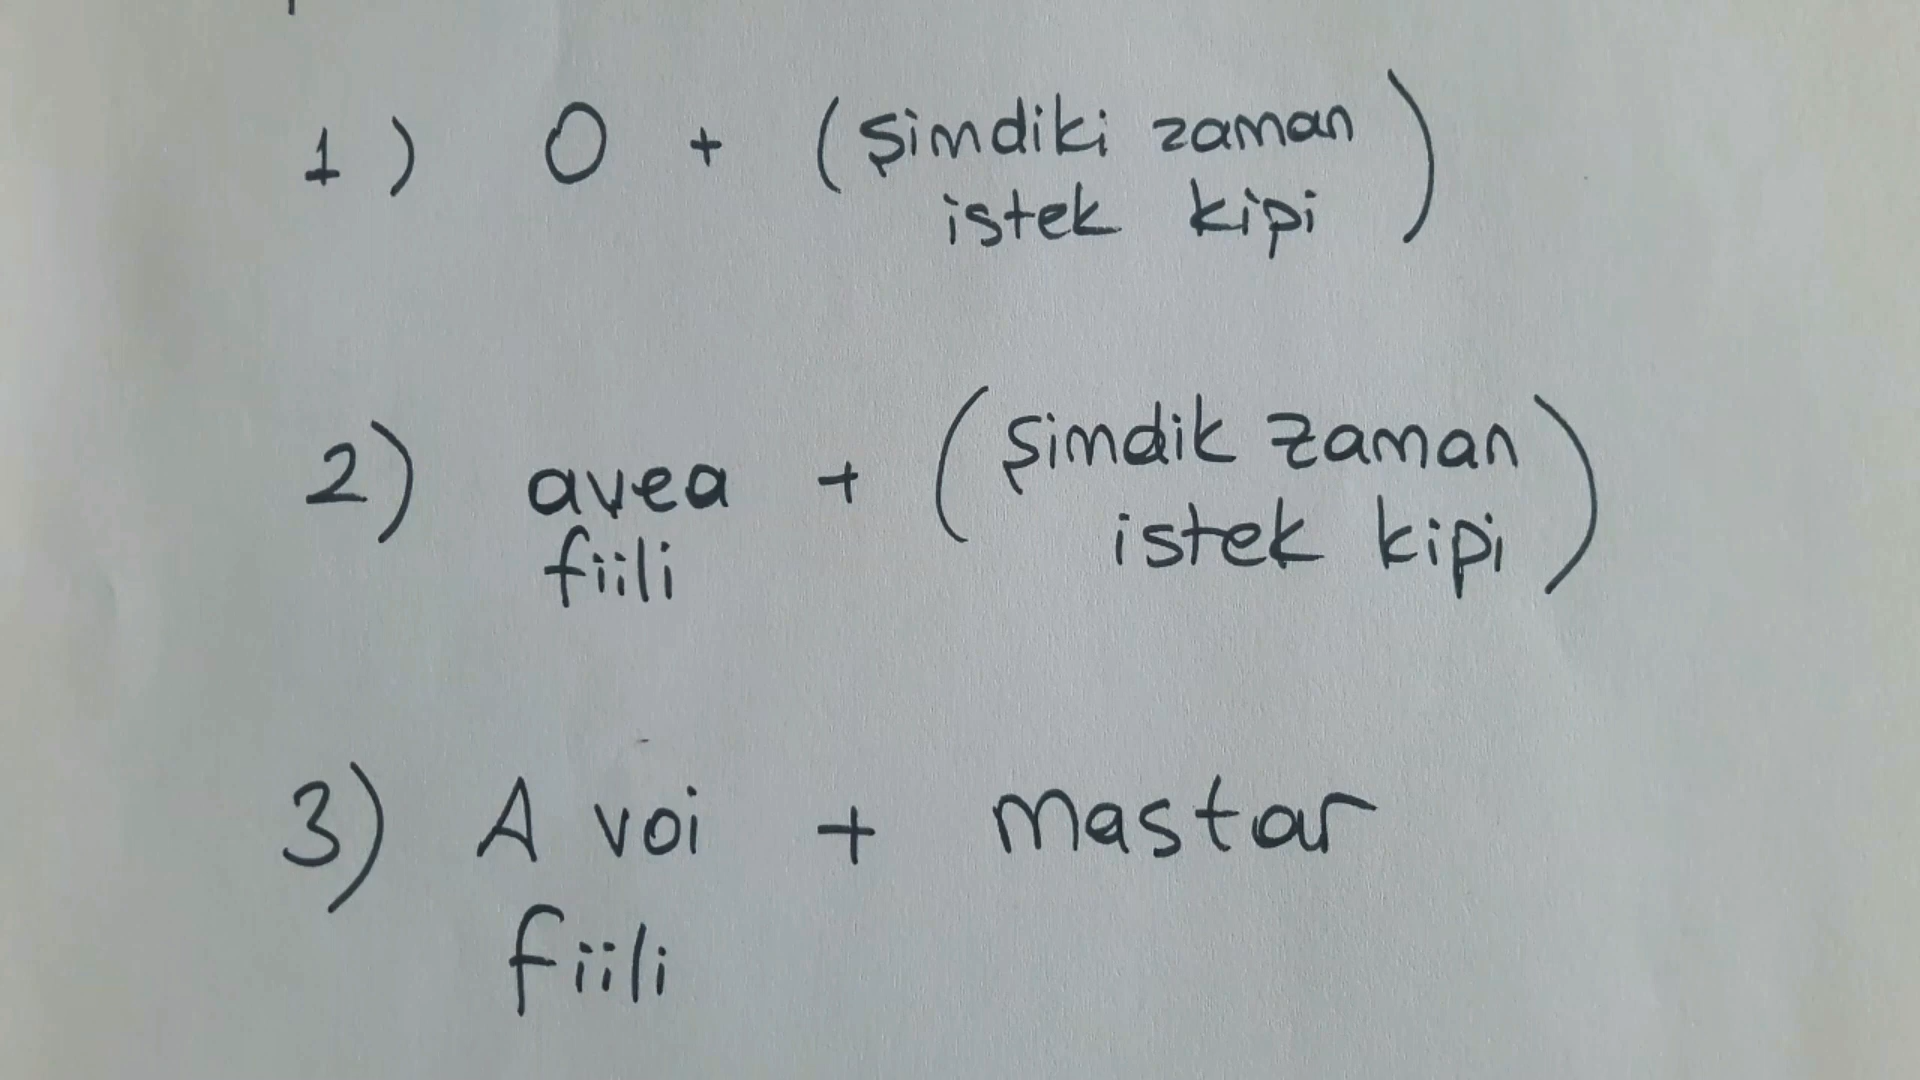 1) O + (şimdiki zaman
istek kipi)
2) avea + (şimdik zaman
fiili istek kipi)
3) A voi + mastar
fiili